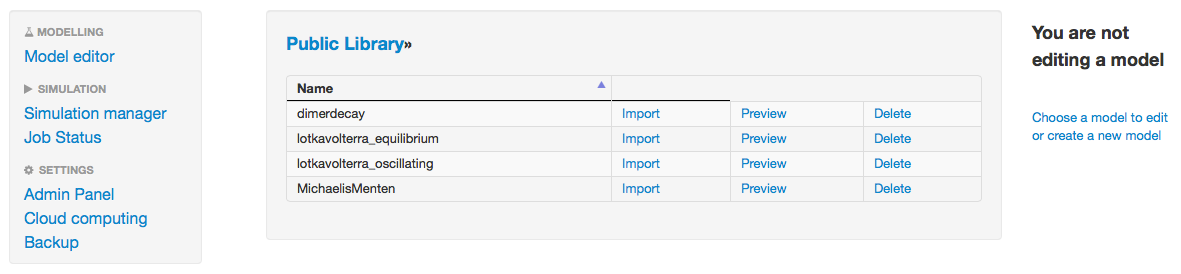 MODELLING
Model editor
SIMULATION
Simulation manager
Job Status
SETTINGS
Admin Panel
Cloud computing
Backup
Public Library»
Name
dimerdecay Import Preview Delete
lotkavolterra_equilibrium Import Preview Delete
lotkavolterra_oscillating Import Preview Delete
MichaelisMenten Import Preview Delete
You are not
editing a model
Choose a model to edit
or create a new model